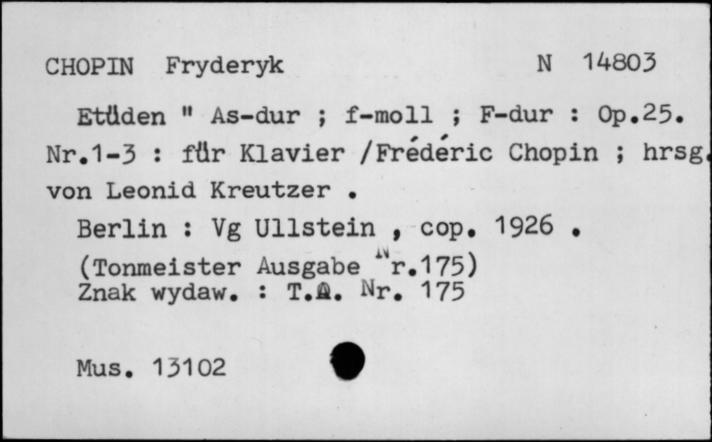 CHOPIN Fryderyk N 14803
Etüden " As-dur ; f-moll ; F-dur : Op.25.
Nr.1-3 : für Klavier /Frédéric Chopin ; hrsg.
von Leonid Kreutzer .
Berlin : Vg Ullstein , cop. 1926 .
(Tonmeister Ausgabe Nr.175)
Znak wydaw. : T.A. Nr. 175
Mus. 13102